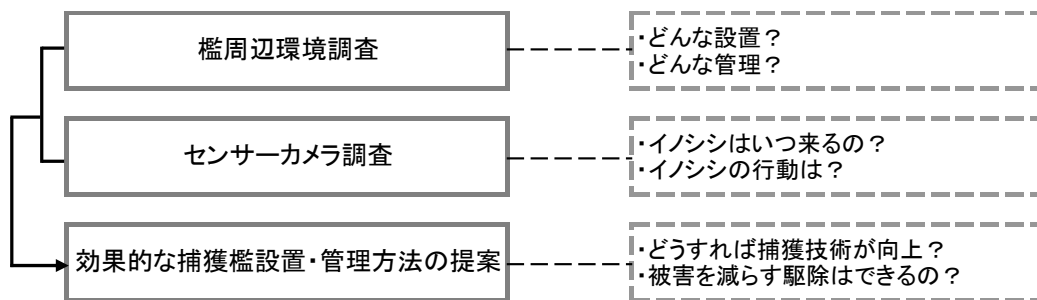 檻周辺環境調査
・どんな設置？
・どんな管理？
センサーカメラ調査
・イノシシはいつ来るの？
・イノシシの行動は？
効果的な捕獲檻設置・管理方法の提案
・どうすれば捕獲技術が向上？
・被害を減らす駆除はできるの？